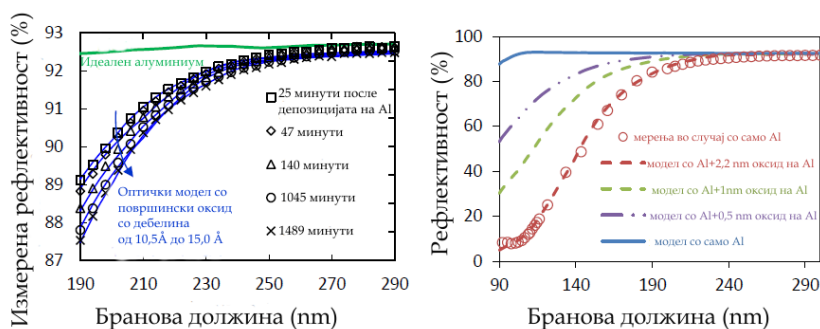 Измерена рефлективност (%)
93
92
91
90
89
88
87
Идеален алуминиум
25 минути после
депозицијата на Al
47 минути
140 минути
1045 минути
1489 минути
Оптички модел со
површински оксид
со дебелина
од 10,5Å до 15,0 Å
190 210 230 250 270 290
Бранова должина (nm)
Рефлективност (%)
100
80
60
40
20
0
мерења во случај со само Al
модел со Al+2,2 nm оксид на Al
модел со Al+1nm оксид на Al
модел со Al+0,5 nm оксид на Al
модел со само Al
90 140 190 240 290
Бранова должина (nm)